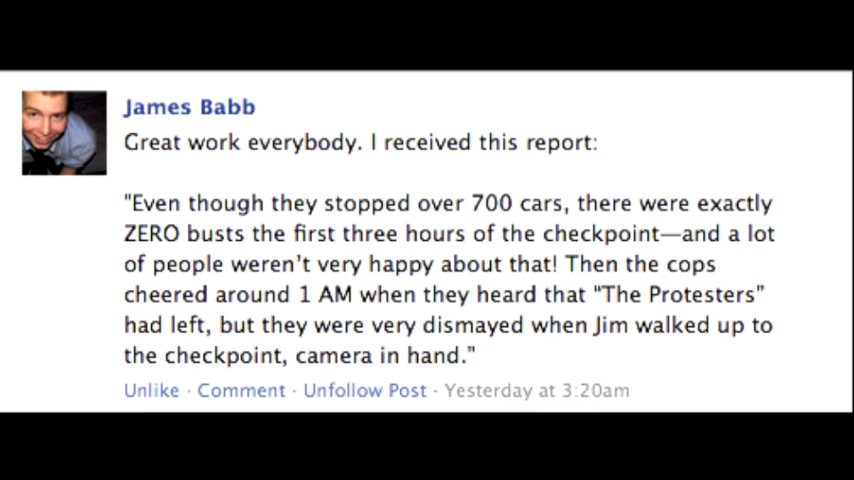 James Babb
Great work everybody. I received this report:
"Even though they stopped over 700 cars, there were exactly
ZERO busts the first three hours of the checkpoint—and a lot
of people weren't very happy about that! Then the cops
cheered around 1 AM when they heard that "The Protesters"
had left, but they were very dismayed when Jim walked up to
the checkpoint, camera in hand."
Unlike · Comment · Unfollow Post · Yesterday at 3:20am